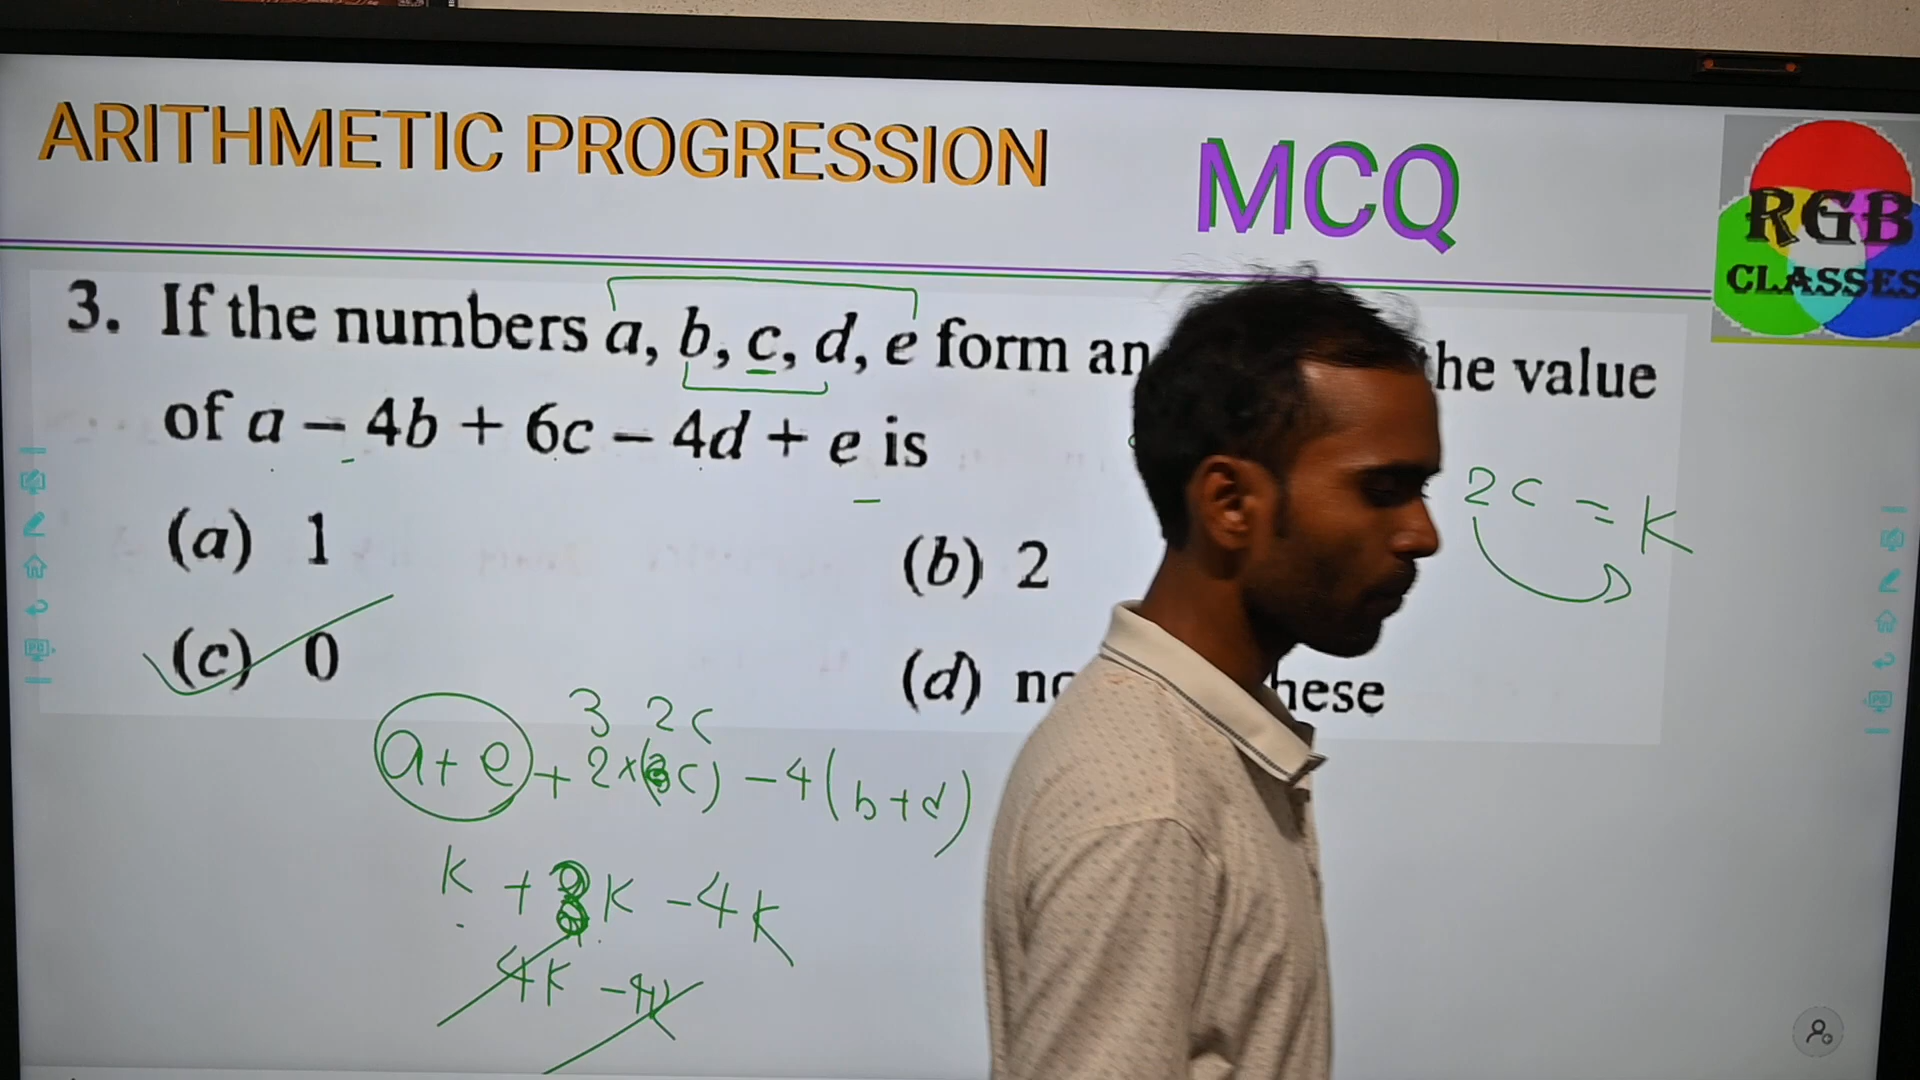 ARITHMETIC PROGRESSION MCQ
RGB
CLASSES
3. If the numbers a, b, c, d, e form an he value
of a – 4b + 6c – 4d + e is
2c = K
(a) 1 (b) 2
(c) 0 (d) hese
3 2c
a+e + 2×( c) -4(b+d)
K + 3K -4K
4K -4K